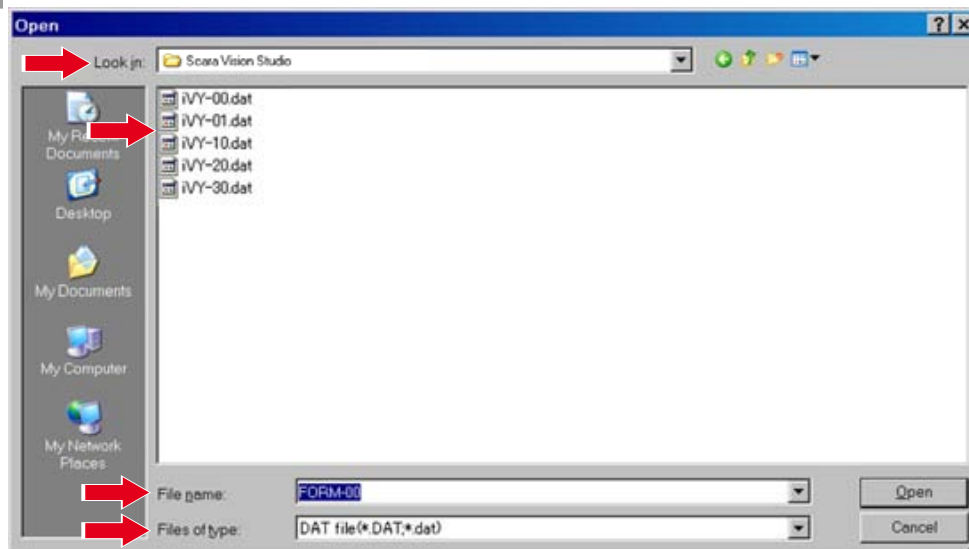 Open
Look in: Scara Vision Studio
iVY-00.dat
iVY-01.dat
iVY-10.dat
iVY-20.dat
iVY-30.dat
My
Documents
Desktop
My Documents
My Computer
My Network
Places
File name: FORM-00 Open
Files of type: DAT file(*.DAT;*.dat) Cancel